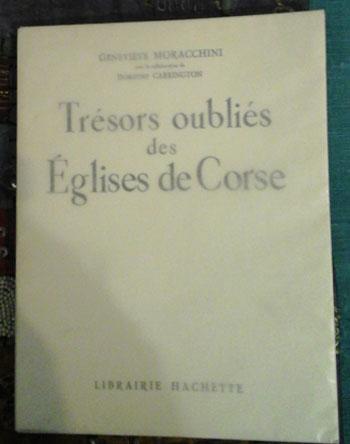 GENEVIÈVE MORACCHINI
avec la collaboration de
DOROTHY CARRINGTON
Trésors oubliés
des
Églises de Corse
LIBRAIRIE HACHETTE